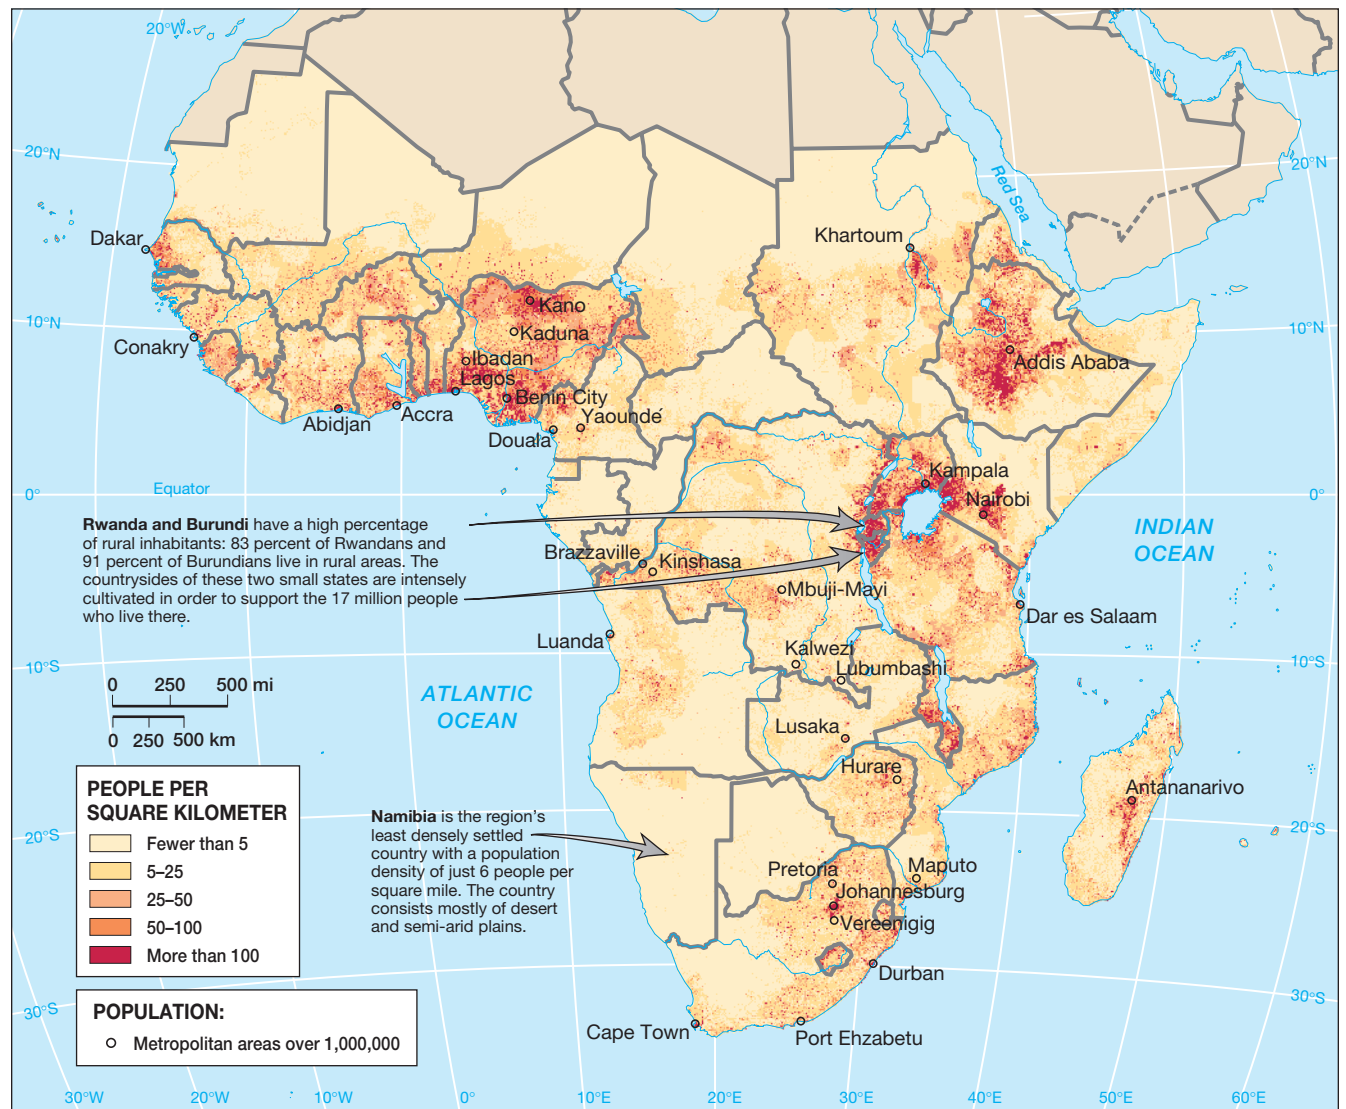 20°W
20°N
20°N
Red Sea
Dakar
Khartoum
10°N
10°N
Kano
Kaduna
Conakry
Ibadan
Lagos
Addis Ababa
Benin City
Abidjan
Accra
Yaoundé
Douala
Kampala
Nairobi
0°
Equator
0°
Rwanda and Burundi have a high percentage
of rural inhabitants: 83 percent of Rwandans and
91 percent of Burundians live in rural areas. The
countrysides of these two small states are intensely
cultivated in order to support the 17 million people
who live there.
INDIAN
OCEAN
Brazzaville
Kinshasa
Mbuji-Mayi
Dar es Salaam
Luanda
Kalwezi
Lubumbashi
10°S
10°S
0 250 500 mi
0 250 500 km
ATLANTIC
OCEAN
Lusaka
Hurare
Antananarivo
PEOPLE PER
SQUARE KILOMETER
Fewer than 5
5–25
25–50
50–100
More than 100
20°S
20°S
Namibia is the region's
least densely settled
country with a population
density of just 6 people per
square mile. The country
consists mostly of desert
and semi-arid plains.
Pretoria
Maputo
Johannesburg
Vereenigig
Durban
30°S
30°S
Cape Town
Port Ehzabetu
POPULATION:
Metropolitan areas over 1,000,000
30°W
20°W
10°W
0°
10°E
20°E
30°E
40°E
50°E
60°E